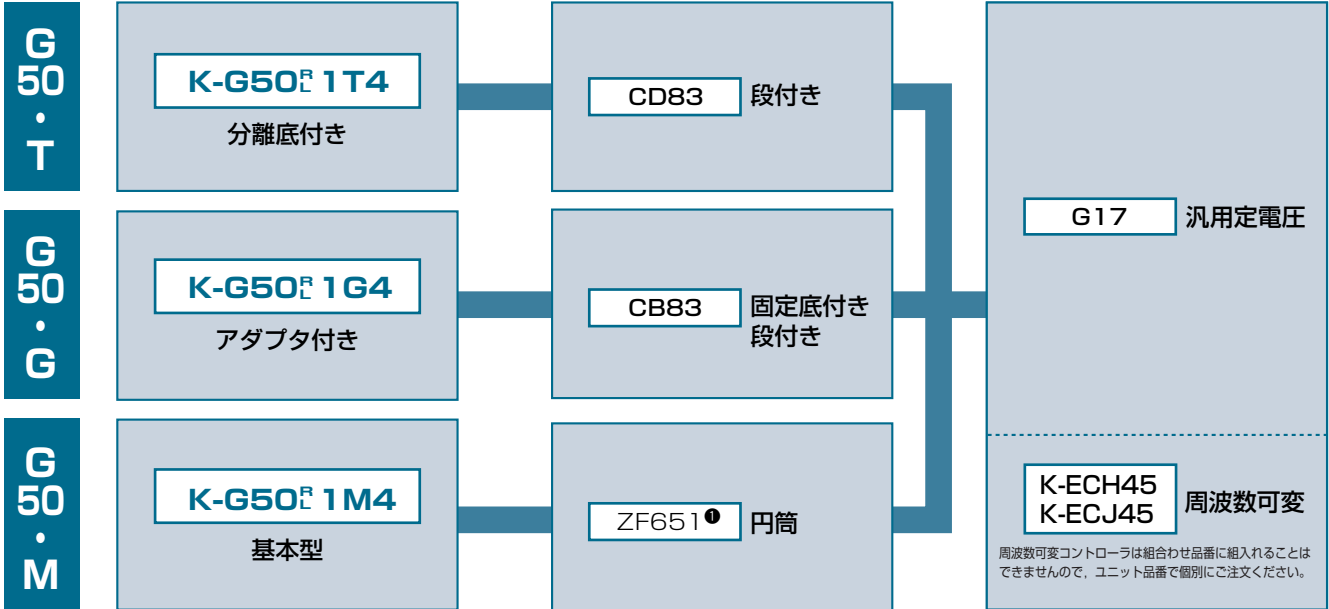 G
50
・
T
K-G50R/L 1T4
分離底付き
CD83 段付き
G
50
・
G
K-G50R/L 1G4
アダプタ付き
CB83 固定底付き
段付き
G17 汎用定電圧
G
50
・
M
K-G50R/L 1M4
基本型
ZF651❶ 円筒
K-ECH45
K-ECJ45
周波数可変
周波数可変コントローラは組合わせ品番に組入れることは
できませんので，ユニット品番で個別にご注文ください。